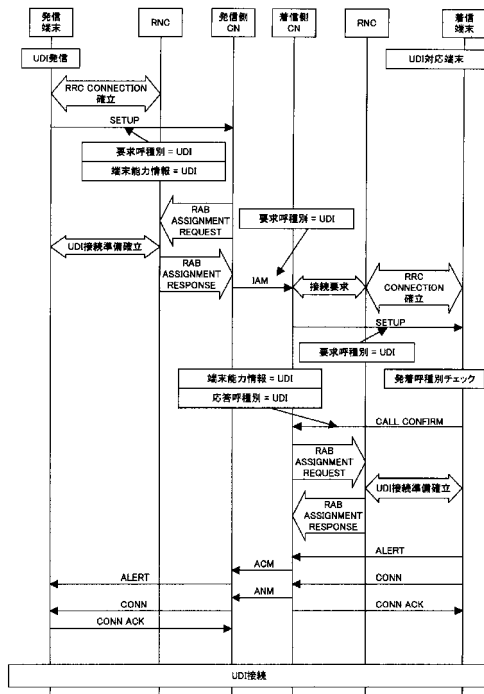 発信
端末
RNC
発信側
CN
着信側
CN
RNC
着信
端末
UDI発信
UDI対応端末
RRC CONNECTION
確立
SETUP
要求呼種別 = UDI
端末能力情報 = UDI
RAB
ASSIGNMENT
REQUEST
要求呼種別 = UDI
UDI接続準備確立
RAB
ASSIGNMENT
RESPONSE
IAM
接続要求
RRC
CONNECTION
確立
SETUP
要求呼種別 = UDI
端末能力情報 = UDI
応答呼種別 = UDI
発着呼種別チェック
CALL CONFIRM
RAB
ASSIGNMENT
REQUEST
UDI接続準備確立
RAB
ASSIGNMENT
RESPONSE
ALERT
ACM
ALERT
CONN
ANM
CONN
CONN ACK
CONN ACK
UDI接続